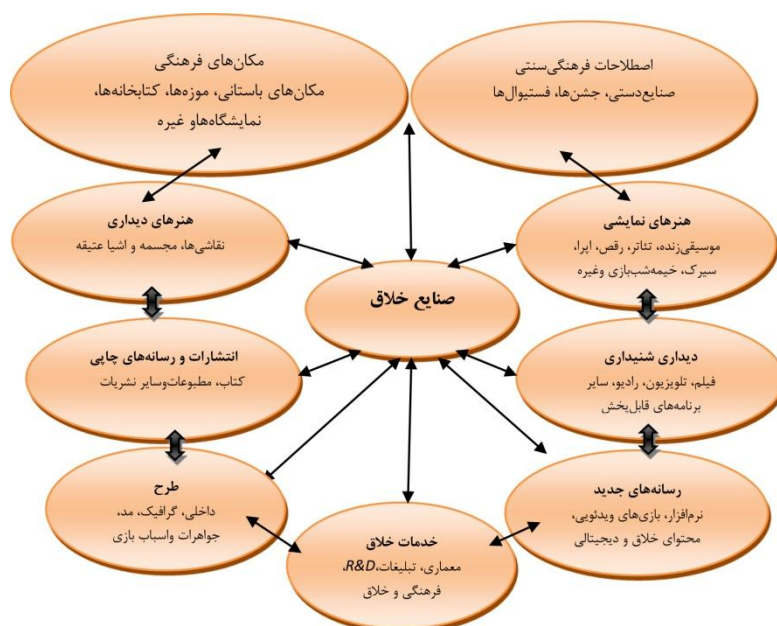 اصطلاحات فرهنگی‌سنتی
صنایع‌دستی، جشن‌ها، فستیوال‌ها
مکان‌های فرهنگی
مکان‌های باستانی، موزه‌ها، کتابخانه‌ها،
نمایشگاه‌هاو غیره
هنرهای نمایشی
موسیقی‌زنده، تئاتر، رقص، اپرا،
سیرک، خیمه‌شب‌بازی وغیره
هنرهای دیداری
نقاشی‌ها، مجسمه و اشیا عتیقه
صنایع خلاق
دیداری شنیداری
فیلم، تلویزیون، رادیو، سایر
برنامه‌های قابل‌پخش
انتشارات و رسانه‌های چاپی
کتاب، مطبوعات‌وسایر نشریات
رسانه‌های جدید
نرم‌افزار، بازی‌های ویدئویی،
محتوای خلاق و دیجیتالی
خدمات خلاق
معماری، تبلیغات،R&D،
فرهنگی و خلاق
طرح
داخلی، گرافیک، مد،
جواهرات واسباب بازی